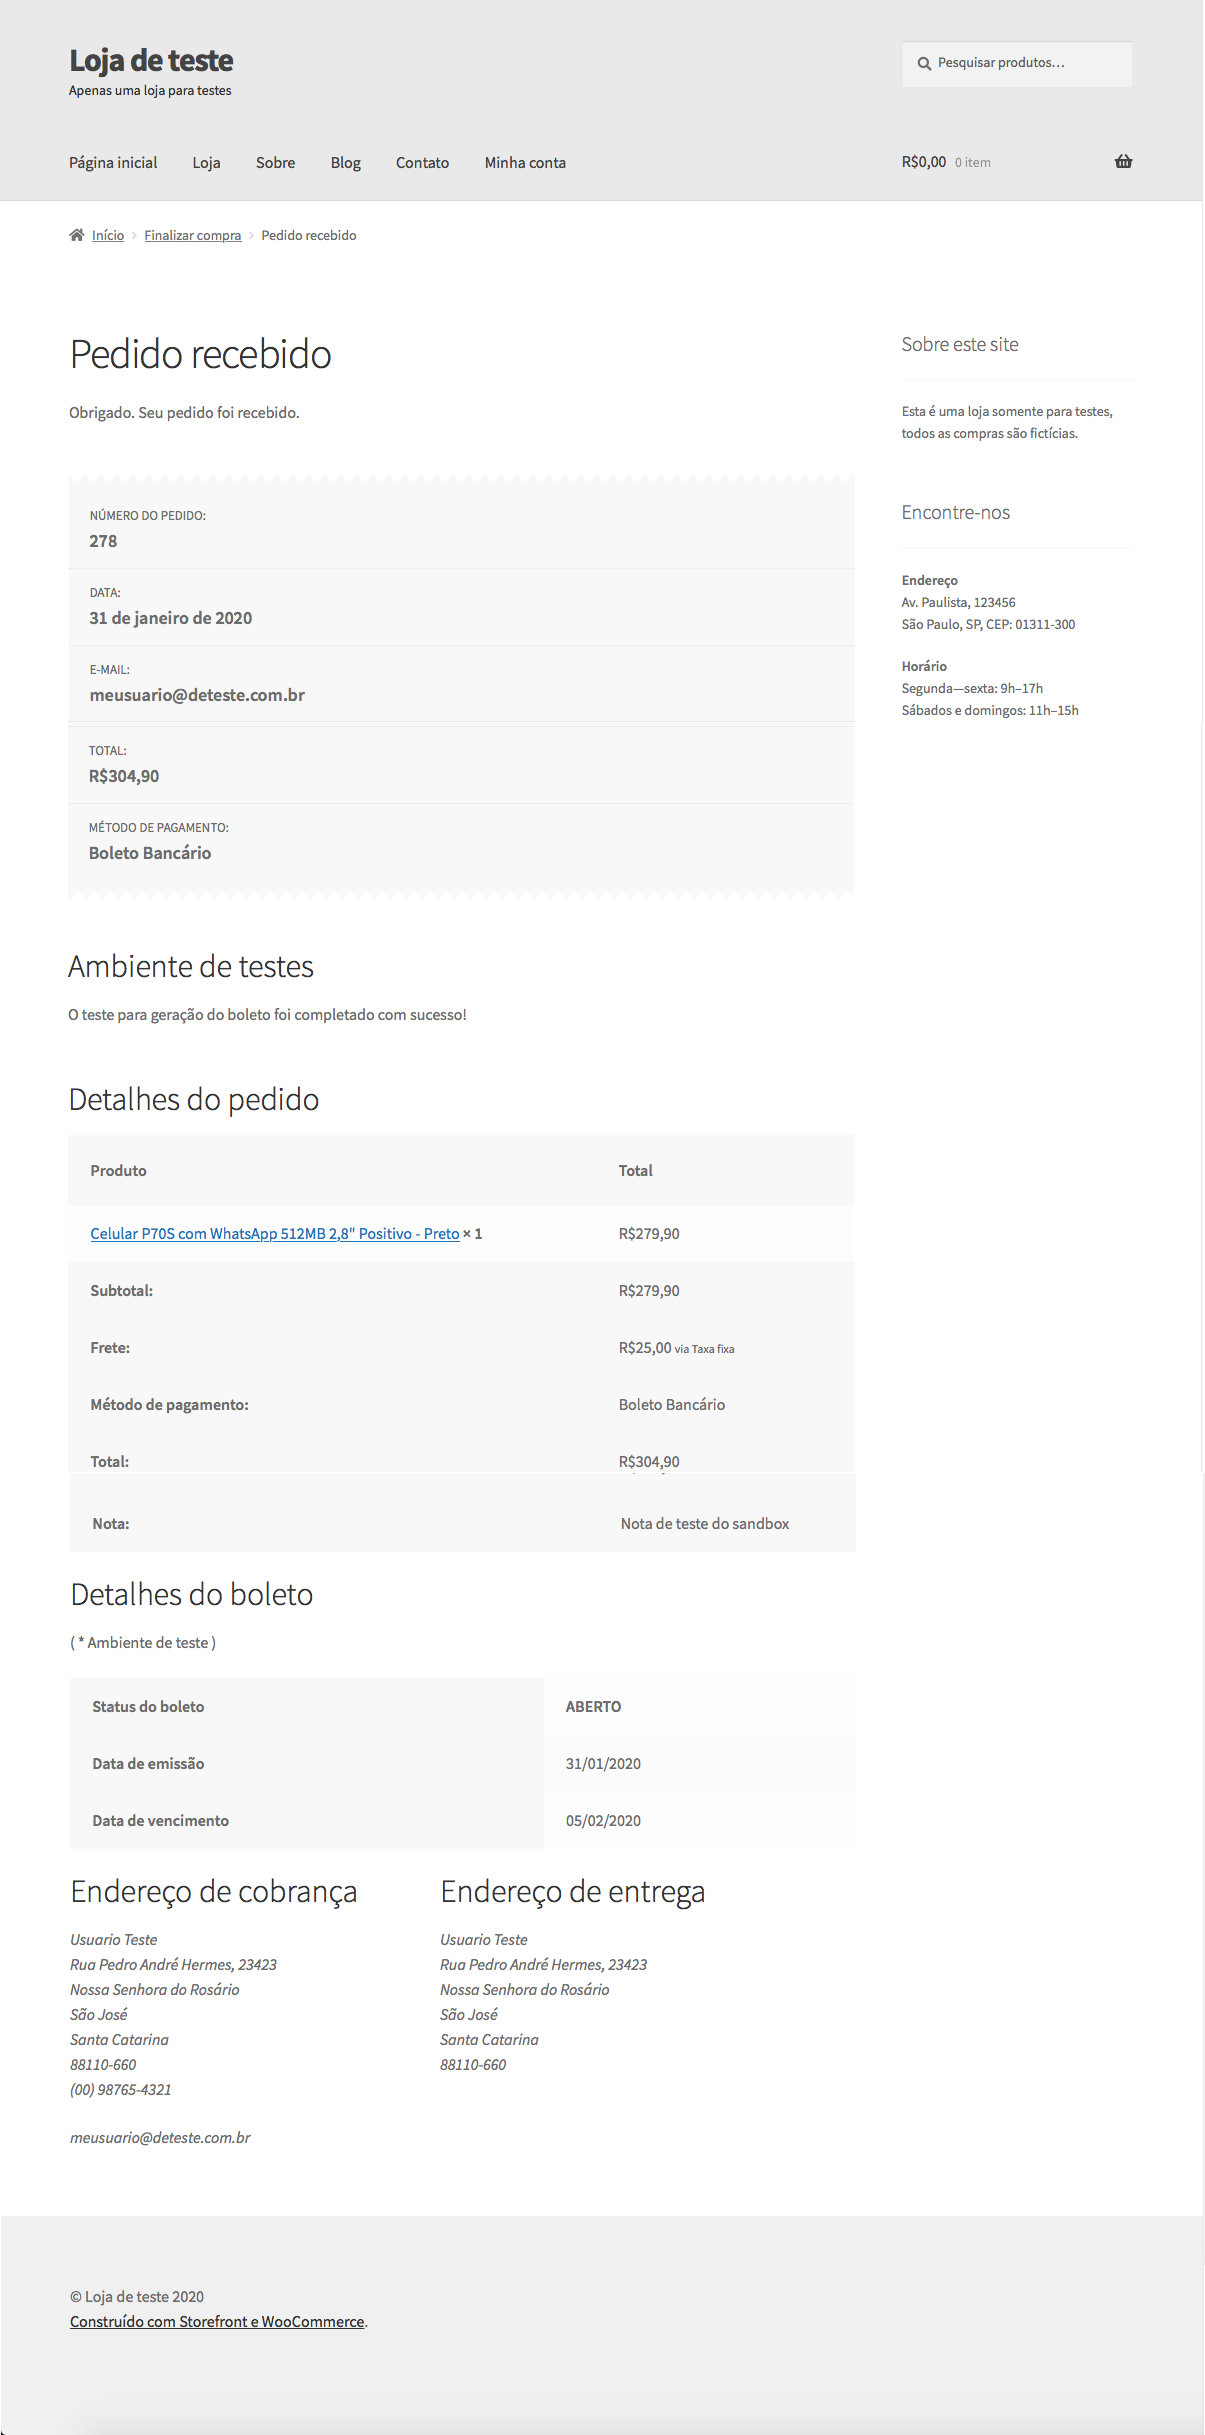 Loja de teste
Apenas uma loja para testes
Pesquisar produtos…
Página inicial Loja Sobre Blog Contato Minha conta
R$0,00 0 item
Início Finalizar compra Pedido recebido
Pedido recebido
Obrigado. Seu pedido foi recebido.
NÚMERO DO PEDIDO:
278
DATA:
31 de janeiro de 2020
E-MAIL:
meusuario@deteste.com.br
TOTAL:
R$304,90
MÉTODO DE PAGAMENTO:
Boleto Bancário
Ambiente de testes
O teste para geração do boleto foi completado com sucesso!
Detalhes do pedido
Produto Total
Celular P70S com WhatsApp 512MB 2,8" Positivo - Preto × 1 R$279,90
Subtotal: R$279,90
Frete: R$25,00 via Taxa fixa
Método de pagamento: Boleto Bancário
Total: R$304,90
Nota: Nota de teste do sandbox
Detalhes do boleto
( * Ambiente de teste )
Status do boleto ABERTO
Data de emissão 31/01/2020
Data de vencimento 05/02/2020
Endereço de cobrança
Usuario Teste
Rua Pedro André Hermes, 23423
Nossa Senhora do Rosário
São José
Santa Catarina
88110-660
(00) 98765-4321
meusuario@deteste.com.br
Endereço de entrega
Usuario Teste
Rua Pedro André Hermes, 23423
Nossa Senhora do Rosário
São José
Santa Catarina
88110-660
Sobre este site
Esta é uma loja somente para testes,
todos as compras são fictícias.
Encontre-nos
Endereço
Av. Paulista, 123456
São Paulo, SP, CEP: 01311-300
Horário
Segunda—sexta: 9h–17h
Sábados e domingos: 11h–15h
© Loja de teste 2020
Construído com Storefront e WooCommerce.